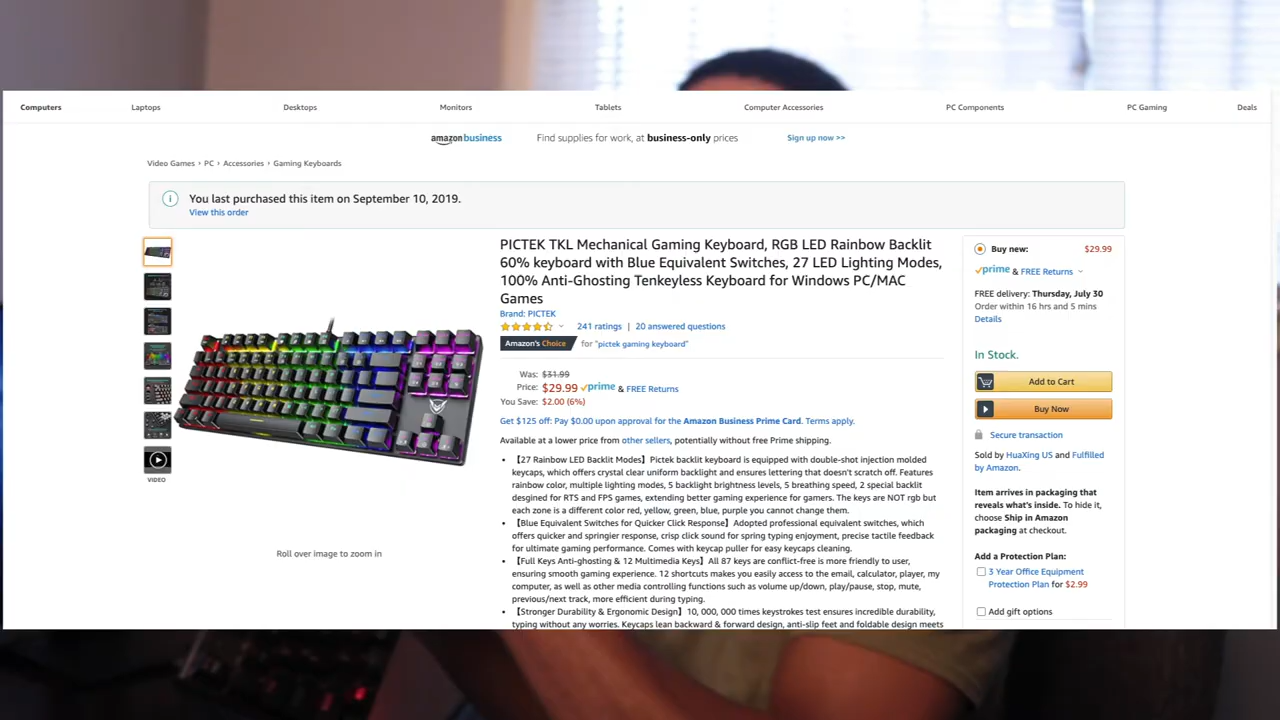 Computers Laptops Desktops Monitors Tablets Computer Accessories PC Components PC Gaming Deals
amazon business Find supplies for work, at business-only prices Sign up now >>
Video Games › PC › Accessories › Gaming Keyboards
You last purchased this item on September 10, 2019.
View this order
VIDEO
Roll over image to zoom in
PICTEK TKL Mechanical Gaming Keyboard, RGB LED Rainbow Backlit
60% keyboard with Blue Equivalent Switches, 27 LED Lighting Modes,
100% Anti-Ghosting Tenkeyless Keyboard for Windows PC/MAC
Games
Brand: PICTEK
241 ratings | 20 answered questions
Amazon's Choice for "pictek gaming keyboard"
Was: $31.99
Price: $29.99 prime & FREE Returns
You Save: $2.00 (6%)
Get $125 off: Pay $0.00 upon approval for the Amazon Business Prime Card. Terms apply.
Available at a lower price from other sellers, potentially without free Prime shipping.
• 【27 Rainbow LED Backlit Modes】Pictek backlit keyboard is equipped with double-shot injection molded
keycaps, which offers crystal clear uniform backlight and ensures lettering that doesn't scratch off. Features
rainbow color, multiple lighting modes, 5 backlight brightness levels, 5 breathing speed, 2 special backlit
desgined for RTS and FPS games, extending better gaming experience for gamers. The keys are NOT rgb but
each zone is a different color red, yellow, green, blue, purple you cannot change them.
• 【Blue Equivalent Switches for Quicker Click Response】Adopted professional equivalent switches, which
offers quicker and springier response, crisp click sound for spring typing enjoyment, precise tactile feedback
for ultimate gaming performance. Comes with keycap puller for easy keycaps cleaning.
• 【Full Keys Anti-ghosting & 12 Multimedia Keys】All 87 keys are conflict-free is more friendly to user,
ensuring smooth gaming experience. 12 shortcuts makes you easily access to the email, calculator, player, my
computer, as well as other media controlling functions such as volume up/down, play/pause, stop, mute,
previous/next track, more efficient during typing.
• 【Stronger Durability & Ergonomic Design】10, 000, 000 times keystrokes test ensures incredible durability,
typing without any worries. Keycaps lean backward & forward design, anti-slip feet and foldable design meets
Buy new: $29.99
prime & FREE Returns
FREE delivery: Thursday, July 30
Order within 16 hrs and 5 mins
Details
In Stock.
Add to Cart
Buy Now
Secure transaction
Sold by HuaXing US and Fulfilled
by Amazon.
Item arrives in packaging that
reveals what's inside. To hide it,
choose Ship in Amazon
packaging at checkout.
Add a Protection Plan:
3 Year Office Equipment
Protection Plan for $2.99
Add gift options